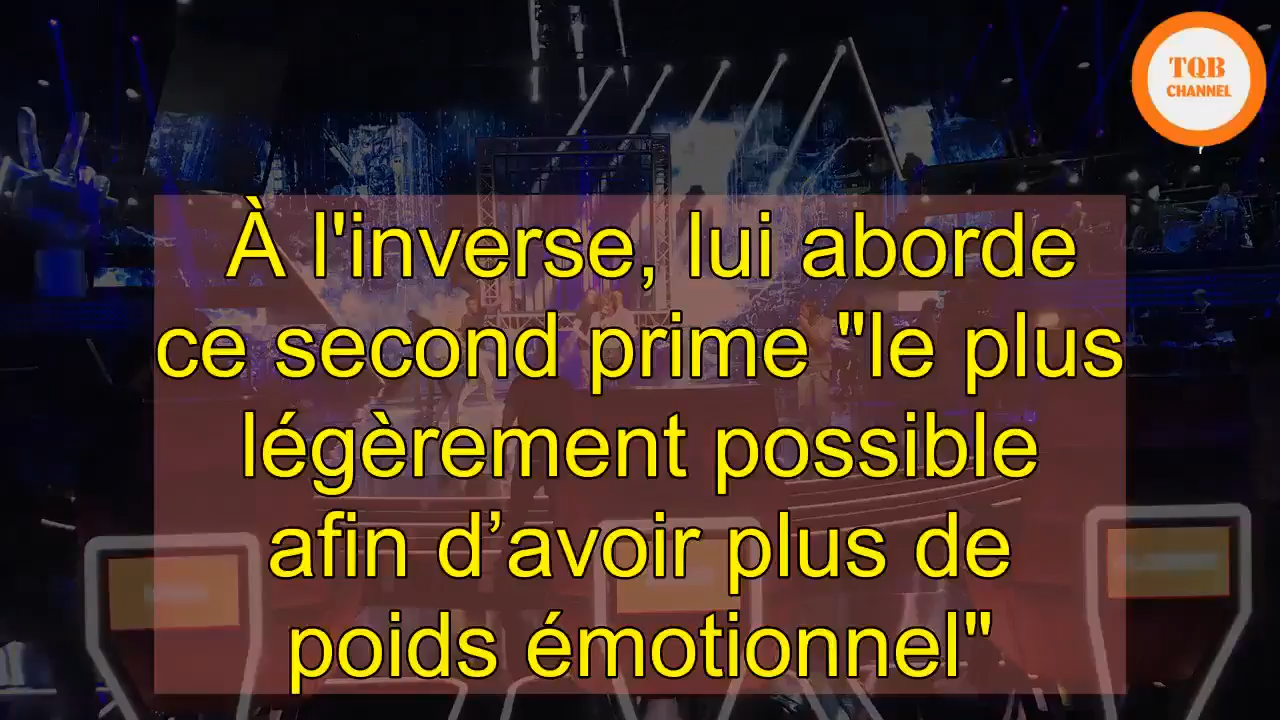 TQB
CHANNEL
À l'inverse, lui aborde
ce second prime "le plus
légèrement possible
afin d’avoir plus de
poids émotionnel"